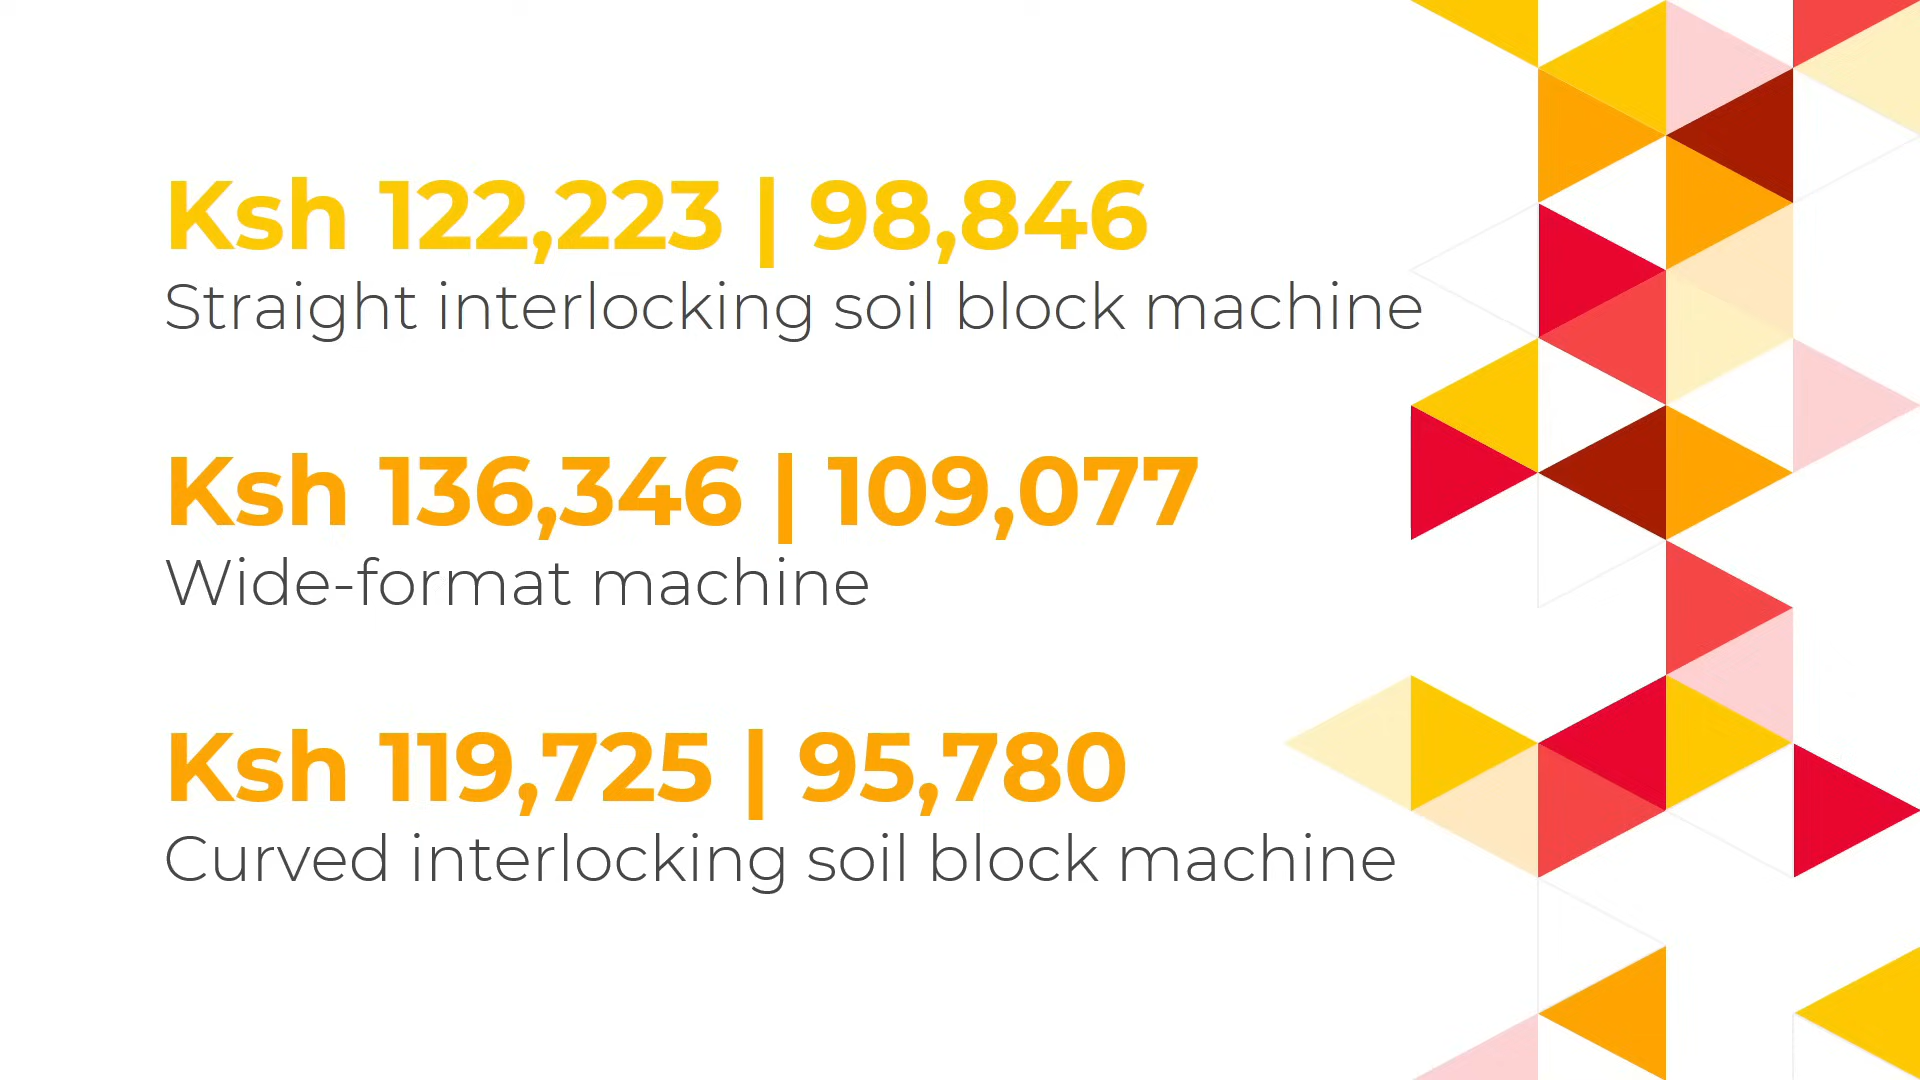 Ksh 122,223 | 98,846
Straight interlocking soil block machine
Ksh 136,346 | 109,077
Wide-format machine
Ksh 119,725 | 95,780
Curved interlocking soil block machine